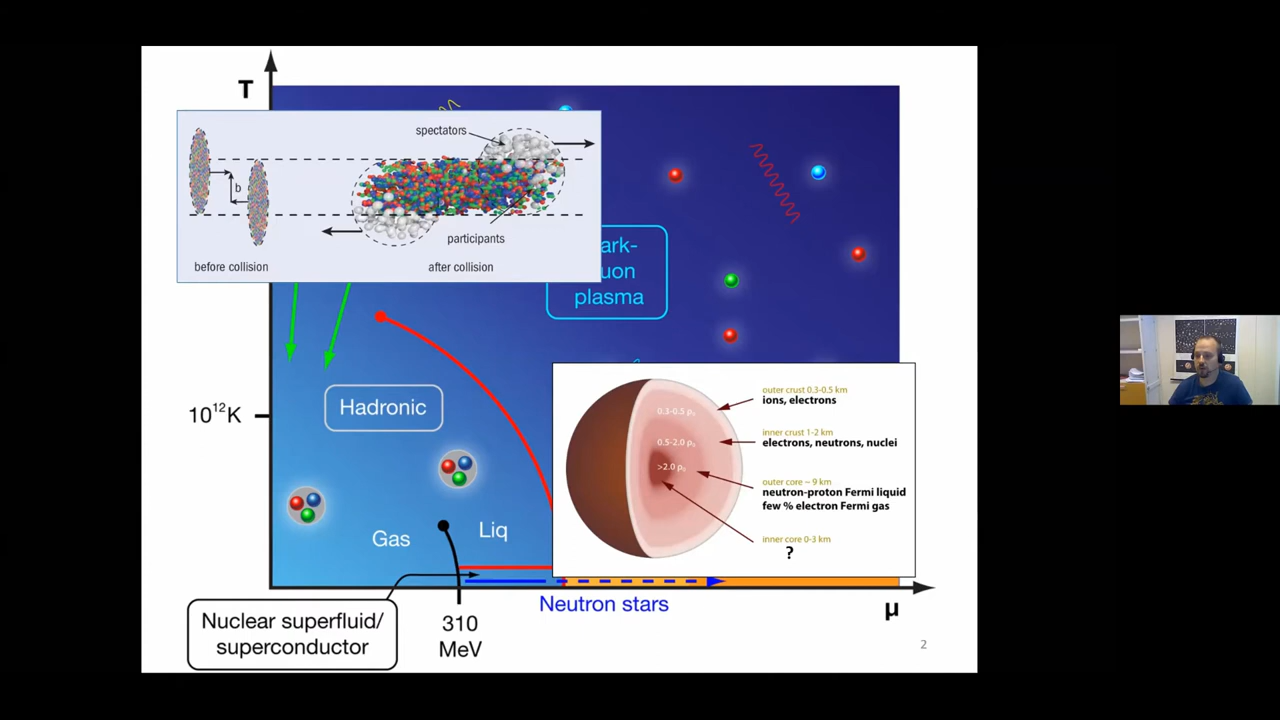 T
spectators
b
participants
before collision
after collision
ark-
uon
plasma
10¹²K
Hadronic
Gas
Liq
0.3-0.5 ρ₀
0.5-2.0 ρ₀
>2.0 ρ₀
outer crust 0.3-0.5 km
ions, electrons
inner crust 1-2 km
electrons, neutrons, nuclei
outer core ~ 9 km
neutron-proton Fermi liquid
few % electron Fermi gas
inner core 0-3 km
?
Neutron stars
μ
Nuclear superfluid/
superconductor
310
MeV
2